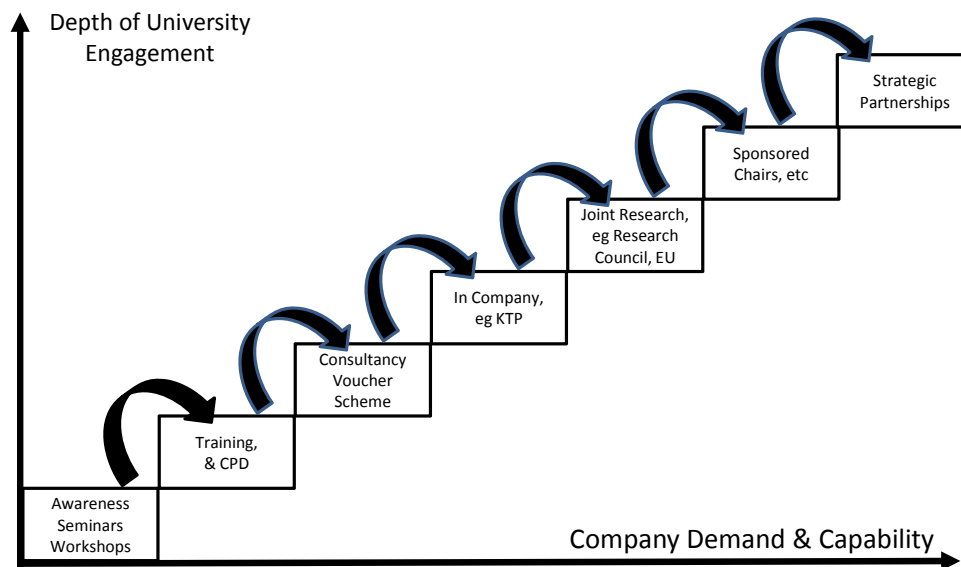 Depth of University
Engagement
Strategic
Partnerships
Sponsored
Chairs, etc
Joint Research,
eg Research
Council, EU
In Company,
eg KTP
Consultancy
Voucher
Scheme
Training,
& CPD
Awareness
Seminars
Workshops
Company Demand & Capability